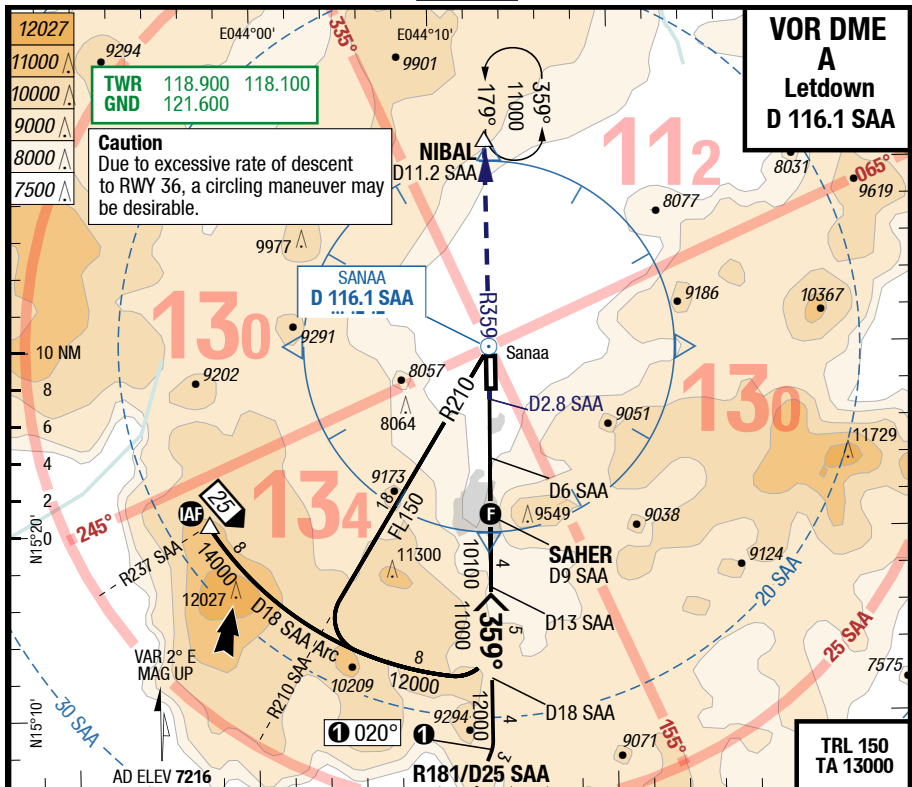 12027
11000
10000
9000
8000
7500
9294
E044°00'
E044°10'
9901
335°
TWR 118.900 118.100
GND 121.600
Caution
Due to excessive rate of descent
to RWY 36, a circling maneuver may
be desirable.
VOR DME
A
Letdown
D 116.1 SAA
179°
11000
359°
NIBAL
D11.2 SAA
112
8031
065°
9619
8077
9977
SANAA
D 116.1 SAA
R359
9186
10367
130
9291
Sanaa
10 NM
8
6
4
2
0
9202
8057
8064
R210
D2.8 SAA
9051
130
11729
9173
18
FL150
D6 SAA
134
IAF
25
245°
N15°20'
F
9549
9038
SAHER
D9 SAA
9124
R237 SAA
8
14000
12027
11300
10100
4
20 SAA
D18 SAA Arc
11000
359°
5
D13 SAA
25 SAA
VAR 2° E
MAG UP
8
12000
10209
R210 SAA
7575
N15°10'
30 SAA
1 020°
9294
1
12000
4
D18 SAA
155°
9071
3
AD ELEV 7216
R181/D25 SAA
TRL 150
TA 13000